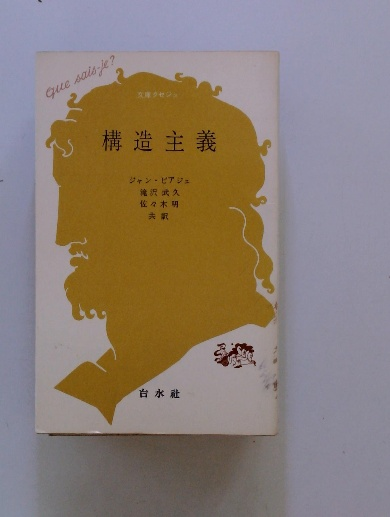 que sais-je?
文庫クセジュ
構造主義
ジャン・ピアジェ
滝沢武久
佐々木明
共訳
白水社